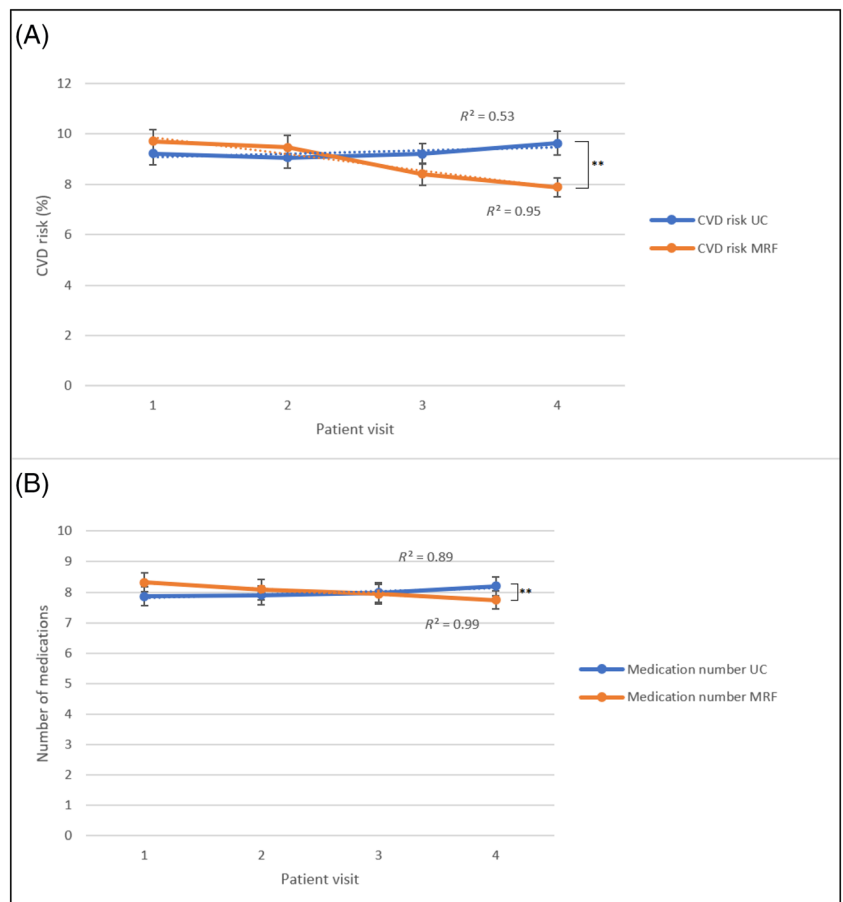 (A)
12
10
8
6
4
2
0
CVD risk (%)
R² = 0.53
**
R² = 0.95
1 2 3 4
Patient visit
CVD risk UC
CVD risk MRF
(B)
10
9
8
7
6
5
4
3
2
1
0
Number of medications
R² = 0.89
**
R² = 0.99
1 2 3 4
Patient visit
Medication number UC
Medication number MRF